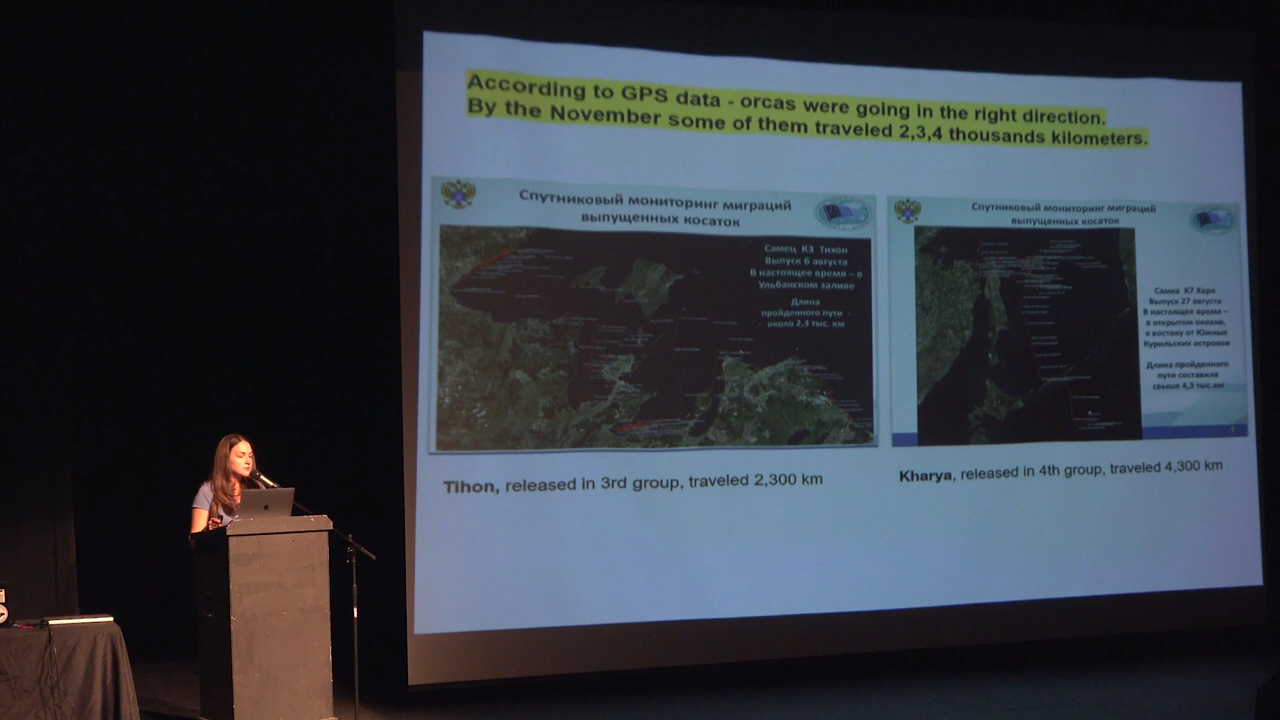 According to GPS data - orcas were going in the right direction.
By the November some of them traveled 2,3,4 thousands kilometers.
Спутниковый мониторинг миграций
выпущенных косаток
Самец К3 Тихон
Выпуск 6 августа
В настоящее время – в
Ульбанском заливе
Длина
пройденного пути -
около 2,3 тыс. км
Tihon, released in 3rd group, traveled 2,300 km
Спутниковый мониторинг миграций
выпущенных косаток
Самка К7 Харя
Выпуск 27 августа
В настоящее время –
в открытом океане,
к востоку от Южных
Курильских островов
Длина пройденного
пути составила
свыше 4,3 тыс.км
Kharya, released in 4th group, traveled 4,300 km